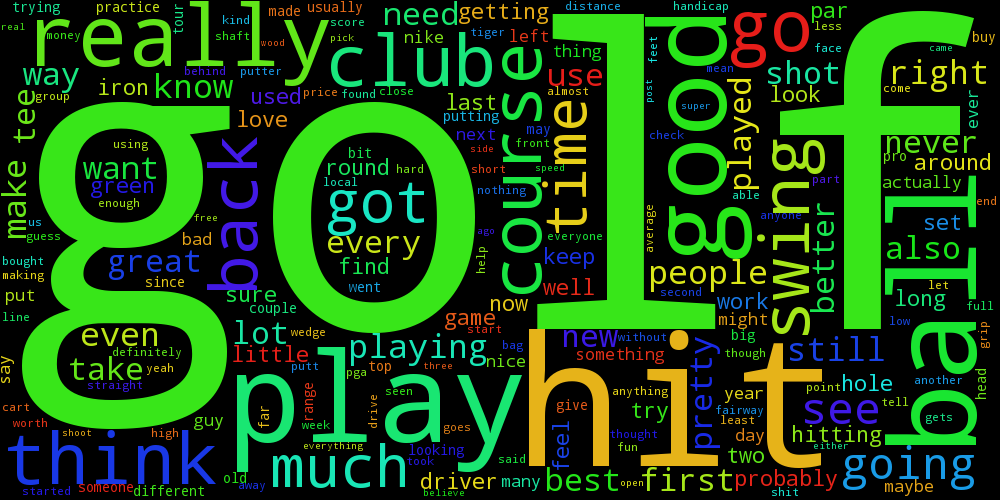 trying practice
tour
made usually
need getting
distance
handicap
par
real
really
kind
score
nike
tiger left
go
less
buy
money
shaft
wood
pick
clube
thing
feet
good
face
came
way
iron know
behind putter
use
mean
shot
right
group
used price found close
last
almost
post
super
look
come
ever
tee
love
putting
course
time
played
golf
want
using
bit
round hard
next
may
front
check
never
green
back
local
side
short
speed
swing
pro around
enough
got
nothing
able
part
actually
make
us
free
every
ago
everyone
average
anyone
set
end
guess
bad
find
help
keep
better
also
bought
great
went
people
ball
making
since
well
second
work
let
put
sure
couple
now
long
full
line
lot
wedge
game
start
new without
might
low
even
little
playing
bag
something
big
still
grip
definitely
putt
nice
pretty
though
another
say
take yeah
pga top three
hit
anything
year
point hole
head
straight
range
play
seen
give
try
fairway
see
tell
cart
guy
far
week
drive
goes
feel
thought
fun
least
day
hitting
gets
worth
shoot
high
everything
looking
either
think
much
took
said
two
going
old
driver many
best
open
first
probably
started someone different
away
believe
shit
maybe